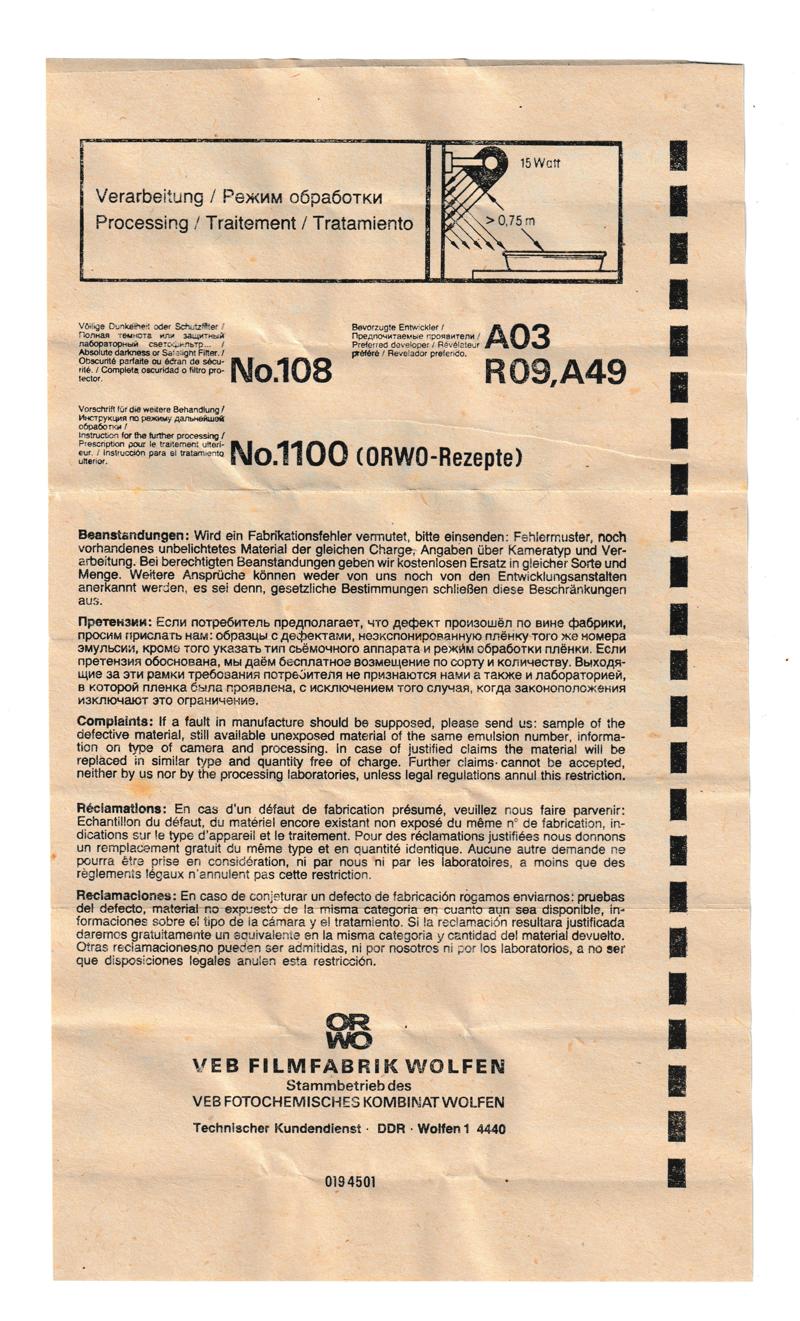 Verarbeitung / Режим обработки
Processing / Traitement / Tratamiento
15 Watt
> 0,75 m
Völlige Dunkelheit oder Schutzfilter /
Полная темнота или защитный
лабораторный светофильтр... /
Absolute darkness or Safelight Filter. /
Obscurité parfaite ou écran de sécu-
rité. / Completa oscuridad o filtro pro-
tector.
No.108
Bevorzugte Entwickler /
Предпочитаемые проявители /
Preferred developer / Révélateur
préféré / Revelador preferido.
A03
R09,A49
Vorschrift für die weitere Behandlung /
Инструкция по режиму дальнейшей
обработки /
Instruction for the further processing /
Prescription pour le traitement ultéri-
eur. / Instrucción para el tratamiento
ulterior.
No.1100 (ORWO-Rezepte)
Beanstandungen: Wird ein Fabrikationsfehler vermutet, bitte einsenden: Fehlermuster, noch
vorhandenes unbelichtetes Material der gleichen Charge, Angaben über Kameratyp und Ver-
arbeitung. Bei berechtigten Beanstandungen geben wir kostenlosen Ersatz in gleicher Sorte und
Menge. Weitere Ansprüche können weder von uns noch von den Entwicklungsanstalten
anerkannt werden, es sei denn, gesetzliche Bestimmungen schließen diese Beschränkungen
aus.
Претензии: Если потребитель предполагает, что дефект произошёл по вине фабрики,
просим прислать нам: образцы с дефектами, неэкспонированную плёнку того же номера
эмульсии, кроме того указать тип съёмочного аппарата и режим обработки плёнки. Если
претензия обоснована, мы даём бесплатное возмещение по сорту и количеству. Выходя-
щие за эти рамки требования потребителя не признаются нами а также и лабораторией,
в которой пленка была проявлена, с исключением того случая, когда законоположения
изключают это ограничение.
Complaints: If a fault in manufacture should be supposed, please send us: sample of the
defective material, still available unexposed material of the same emulsion number, informa-
tion on type of camera and processing. In case of justified claims the material will be
replaced in similar type and quantity free of charge. Further claims cannot be accepted,
neither by us nor by the processing laboratories, unless legal regulations annul this restriction.
Réclamations: En cas d'un défaut de fabrication présumé, veuillez nous faire parvenir:
Echantillon du défaut, du matériel encore existant non exposé du même n° de fabrication, in-
dications sur le type d'appareil et le traitement. Pour des réclamations justifiées nous donnons
un remplacement gratuit du même type et en quantité identique. Aucune autre demande ne
pourra être prise en considération, ni par nous ni par les laboratoires, a moins que des
règlements légaux n'annulent pas cette restriction.
Reclamaciones: En caso de conjeturar un defecto de fabricación rogamos enviarnos: pruebas
del defecto, material no expuesto de la misma categoria en cuanto aun sea disponible, in-
formaciones sobre el tipo de la cámara y el tratamiento. Si la reclamación resultara justificada
daremos gratuitamente un equivalente en la misma categoria y cantidad del material devuelto.
Otras reclamaciones no pueden ser admitidas, ni por nosotros ni por los laboratorios, a no ser
que disposiciones legales anulen esta restricción.
OR
WO
VEB FILMFABRIK WOLFEN
Stammbetrieb des
VEB FOTOCHEMISCHES KOMBINAT WOLFEN
Technischer Kundendienst · DDR · Wolfen 1 4440
0194501